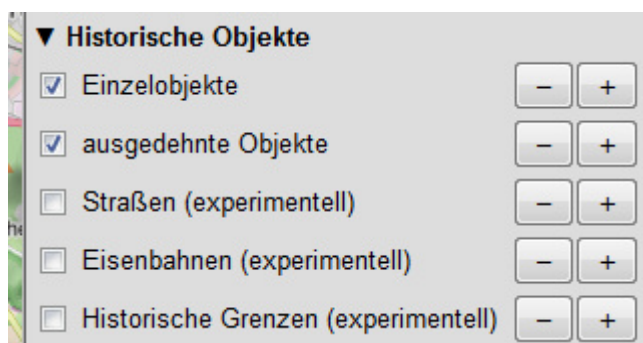 ▼ Historische Objekte
Einzelobjekte − +
ausgedehnte Objekte − +
Straßen (experimentell) − +
Eisenbahnen (experimentell) − +
Historische Grenzen (experimentell) − +